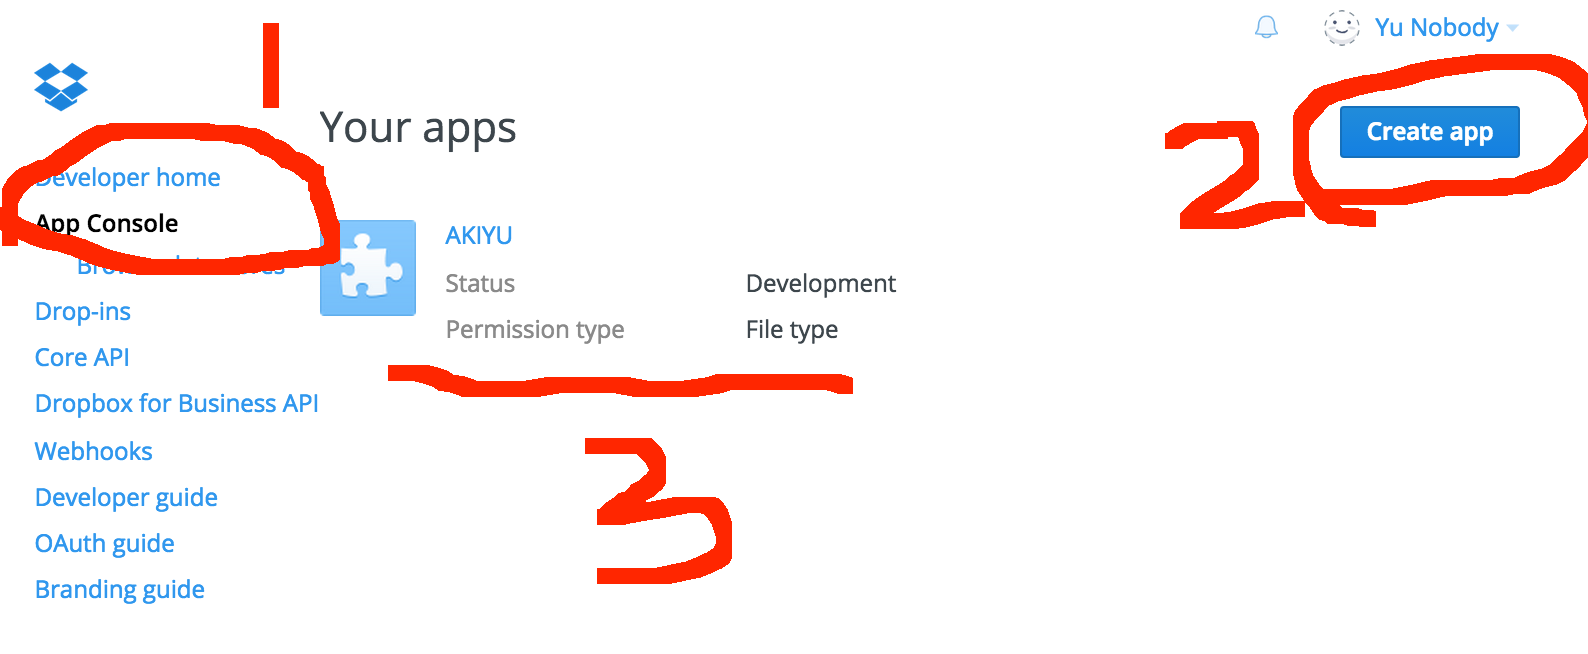 Yu Nobody
1
Your apps
2
Create app
Developer home
App Console
Drop-ins
Core API
Dropbox for Business API
Webhooks
Developer guide
OAuth guide
Branding guide
AKIYU
Status Development
Permission type File type
3